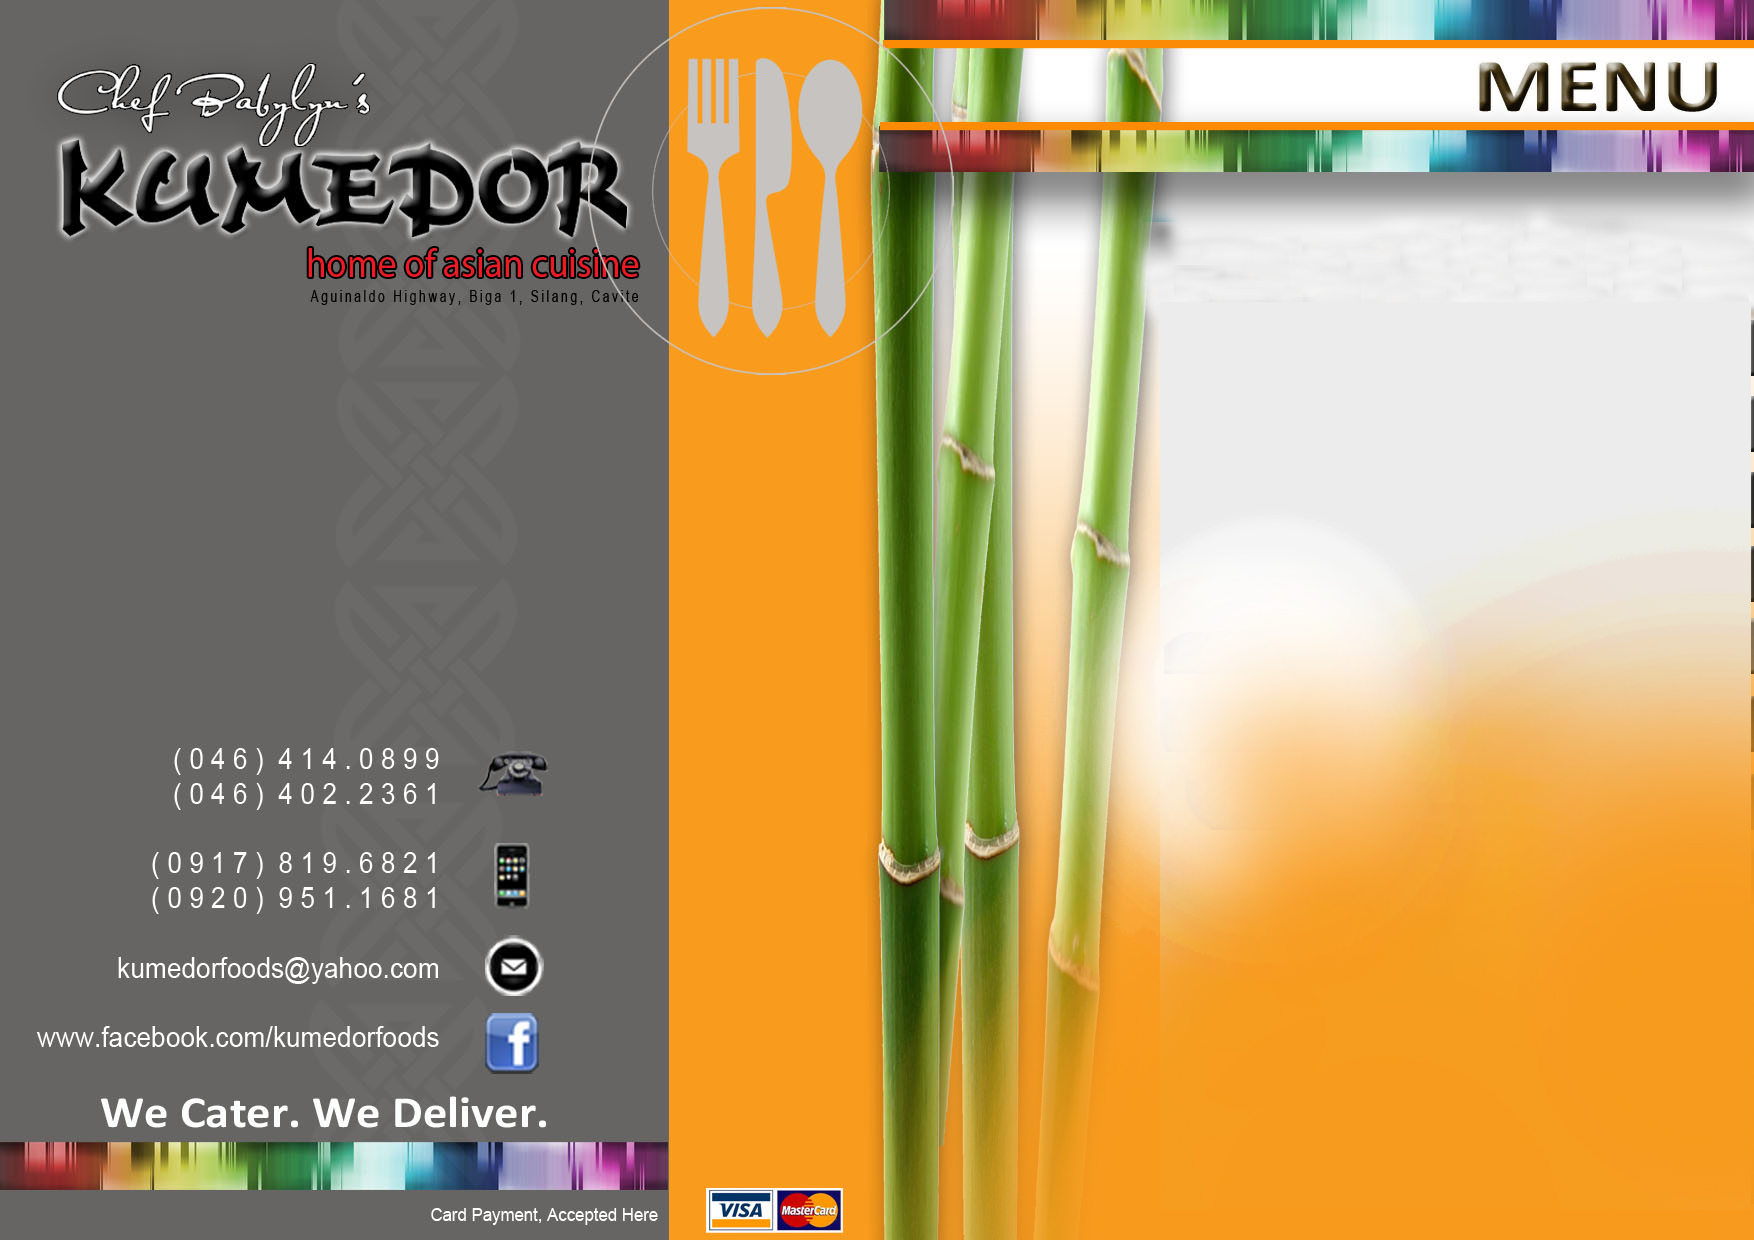 Chef Babylyn's
KUMEDOR
home of asian cuisine
Aguinaldo Highway, Biga 1, Silang, Cavite
(046) 414.0899
(046) 402.2361
(0917) 819.6821
(0920) 951.1681
kumedorfoods@yahoo.com
www.facebook.com/kumedorfoods
f
We Cater. We Deliver.
Card Payment, Accepted Here
VISA
MasterCard
MENU